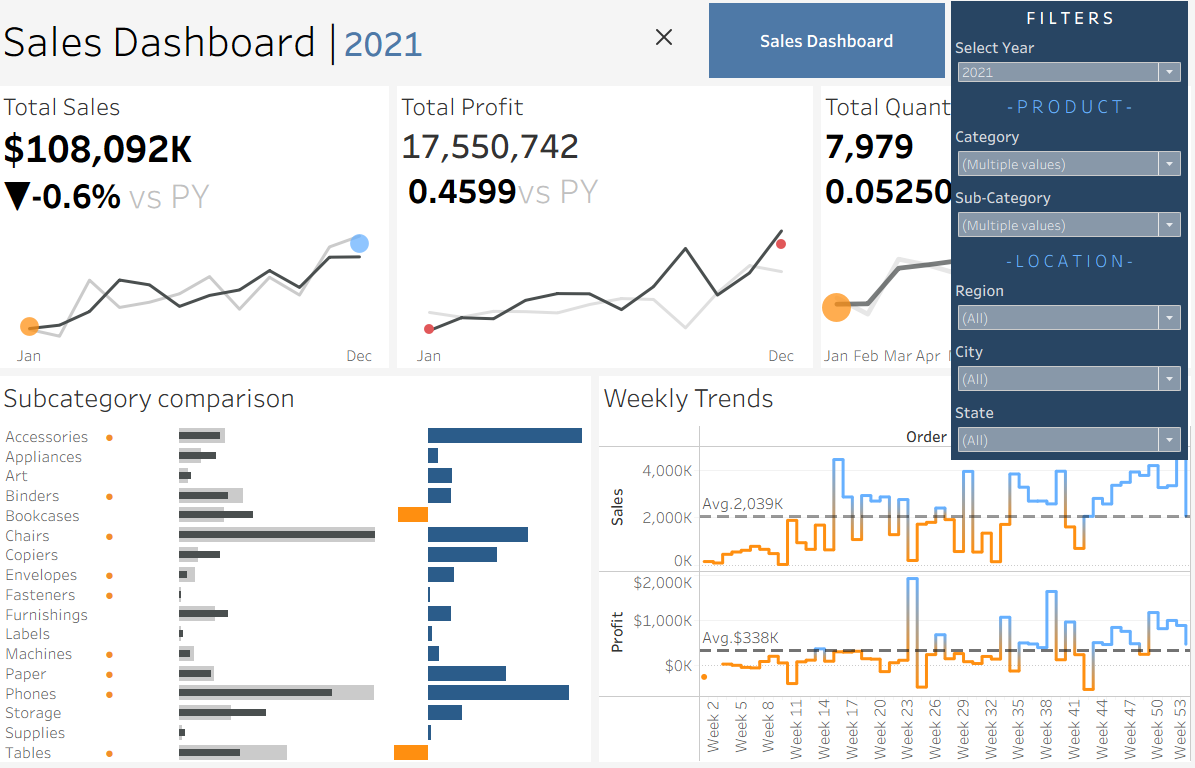 Sales Dashboard | 2021
Sales Dashboard
FILTERS
Select Year
2021
-PRODUCT-
Category
(Multiple values)
Sub-Category
(Multiple values)
-LOCATION-
Region
(All)
City
(All)
State
(All)
Total Sales
$108,092K
▼-0.6% vs PY
Jan Dec
Total Profit
17,550,742
0.4599 vs PY
Jan Dec
Total Quant
7,979
0.05250
Jan Feb Mar Apr
Subcategory comparison
Accessories
Appliances
Art
Binders
Bookcases
Chairs
Copiers
Envelopes
Fasteners
Furnishings
Labels
Machines
Paper
Phones
Storage
Supplies
Tables
Weekly Trends
Order
Sales
4,000K
2,000K
0K
Avg.2,039K
Profit
$2,000K
$1,000K
$0K
Avg.$338K
Week 2
Week 5
Week 8
Week 11
Week 14
Week 17
Week 20
Week 23
Week 26
Week 29
Week 32
Week 35
Week 38
Week 41
Week 44
Week 47
Week 50
Week 53